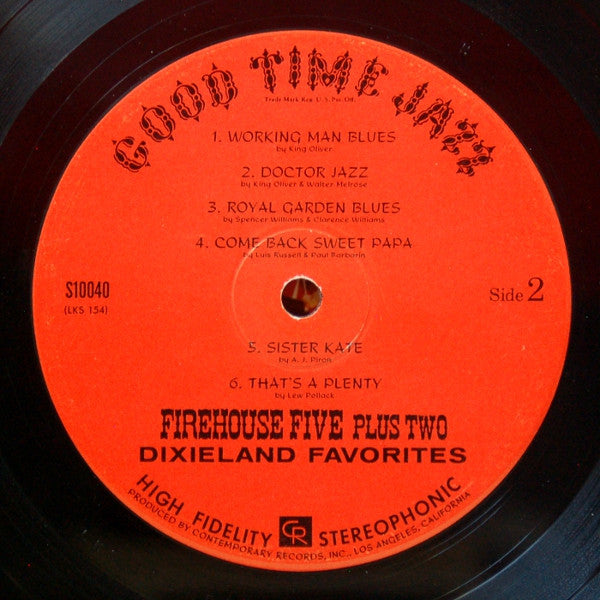 GOOD TIME JAZZ
Trade Mark Reg. U.S. Pat. Off.
1. WORKING MAN BLUES
by King Oliver
2. DOCTOR JAZZ
by King Oliver & Walter Melrose
3. ROYAL GARDEN BLUES
by Spencer Williams & Clarence Williams
4. COME BACK SWEET PAPA
by Luis Russell & Paul Barbarin
S10040
(LKS 154)
Side 2
5. SISTER KATE
by A. J. Piron
6. THAT'S A PLENTY
by Lew Pollack
FIREHOUSE FIVE PLUS TWO
DIXIELAND FAVORITES
HIGH FIDELITY CR STEREOPHONIC
PRODUCED BY CONTEMPORARY RECORDS, INC., LOS ANGELES, CALIFORNIA